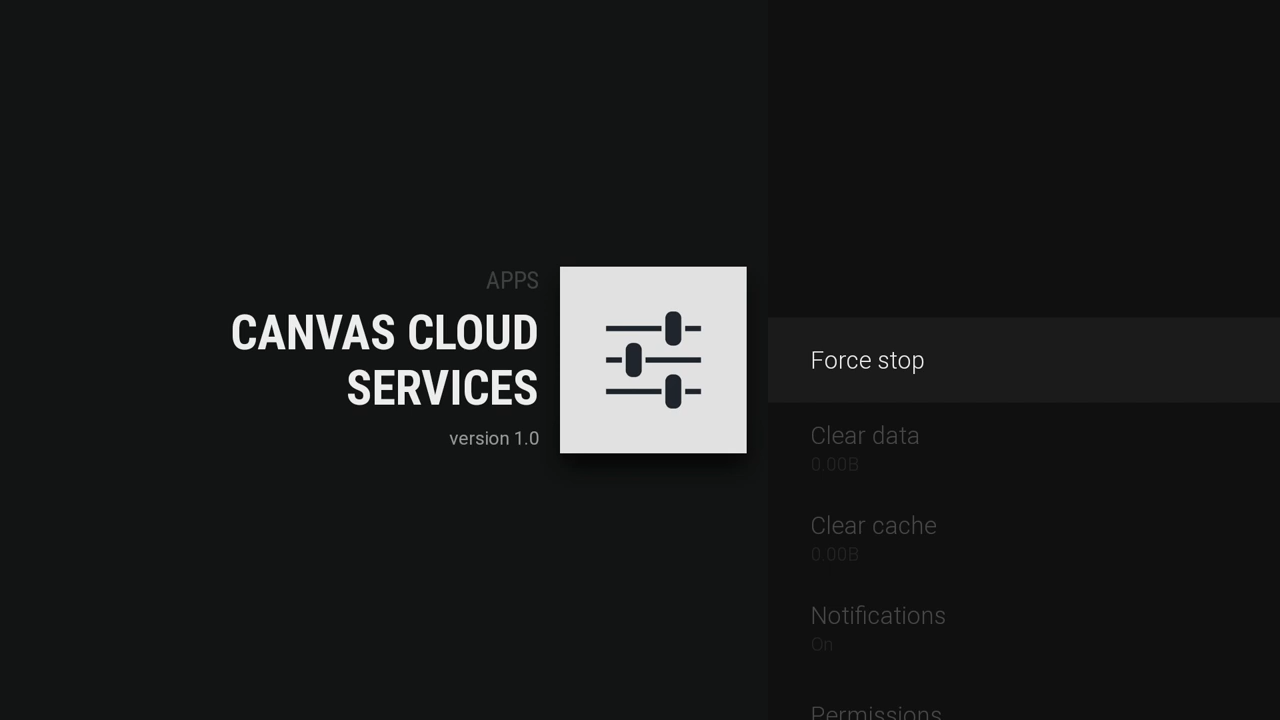 APPS
CANVAS CLOUD
SERVICES
version 1.0
Force stop
Clear data
0.00B
Clear cache
0.00B
Notifications
On
Permissions